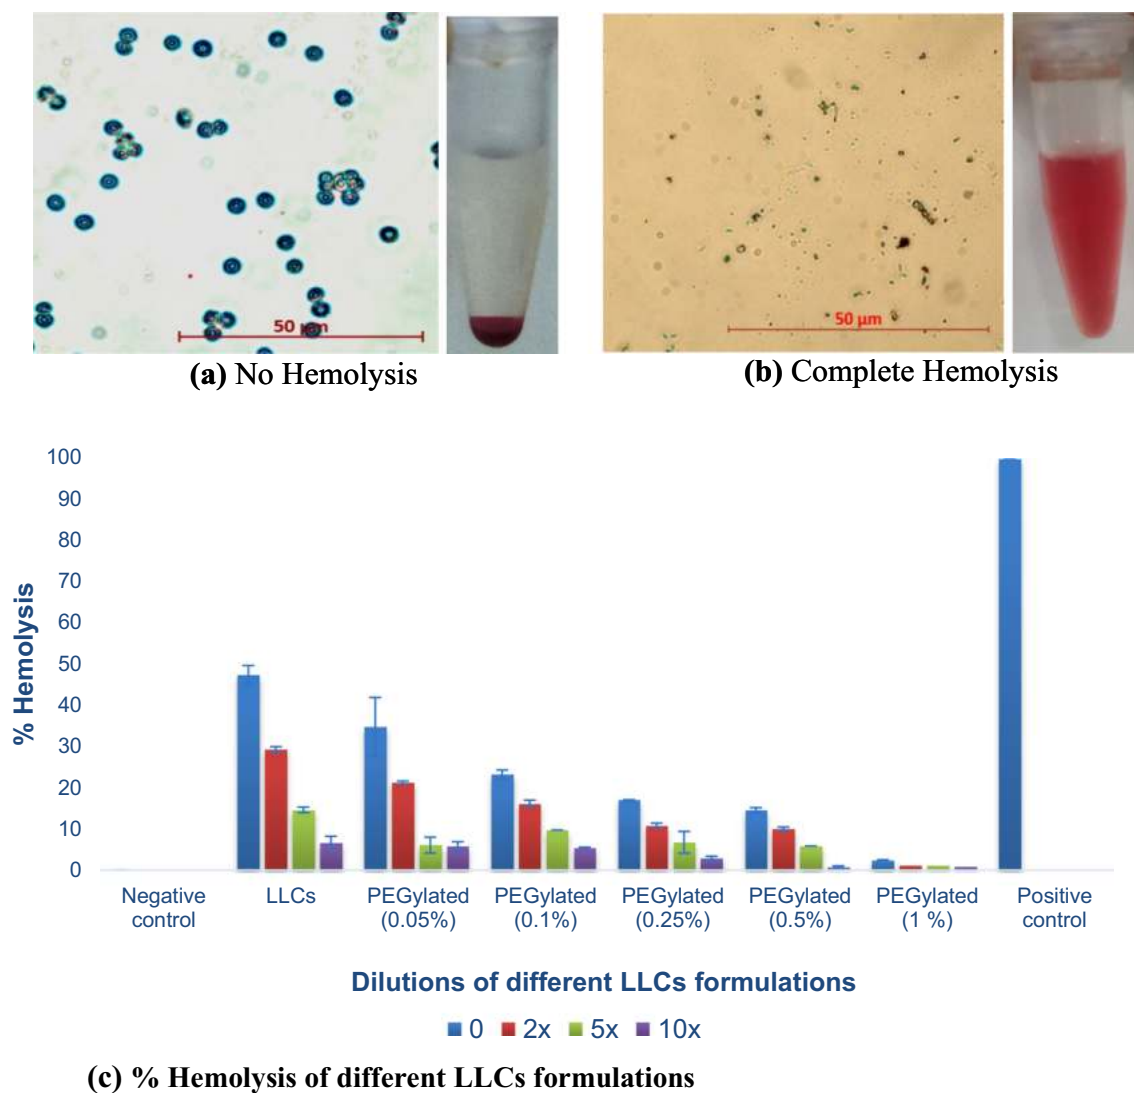 50 µm
50 µm
(a) No Hemolysis
(b) Complete Hemolysis
100
90
80
70
60
50
40
30
20
10
0
% Hemolysis
Negative control
LLCs
PEGylated (0.05%)
PEGylated (0.1%)
PEGylated (0.25%)
PEGylated (0.5%)
PEGylated (1 %)
Positive control
Dilutions of different LLCs formulations
0 2x 5x 10x
(c) % Hemolysis of different LLCs formulations